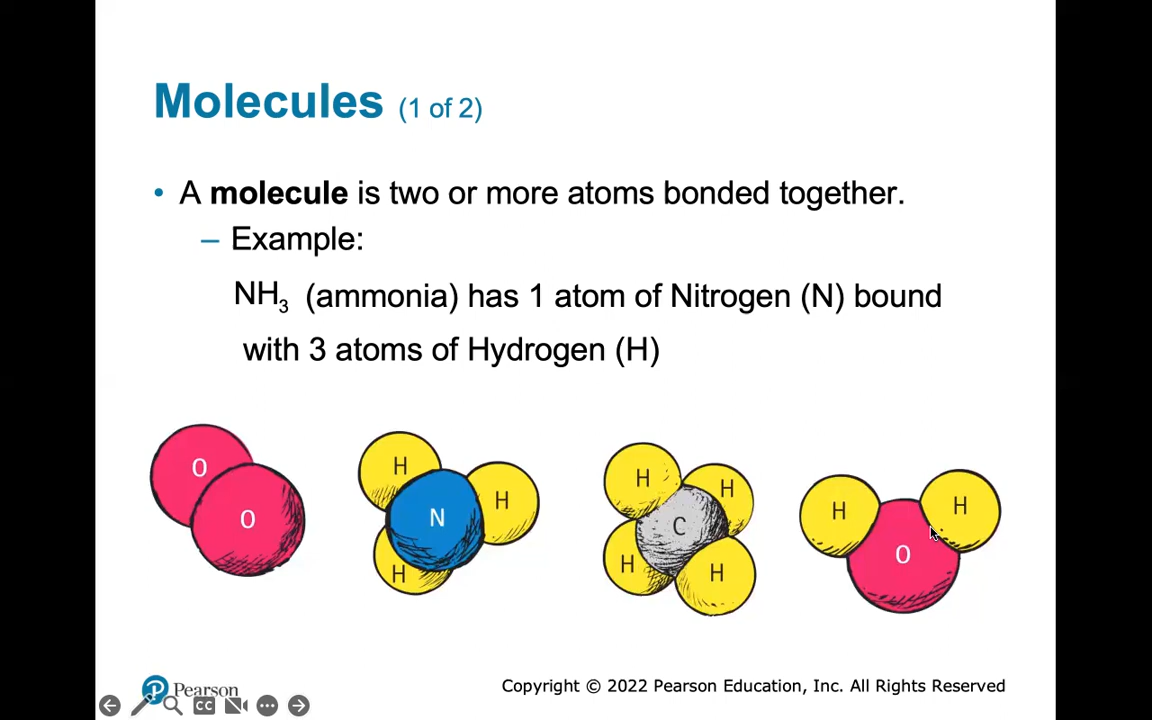 Molecules (1 of 2)
• A molecule is two or more atoms bonded together.
– Example:
NH₃ (ammonia) has 1 atom of Nitrogen (N) bound
with 3 atoms of Hydrogen (H)
O
O
H
H
N
H
H
H
C
H
H
H
H
O
Pearson
CC
Copyright © 2022 Pearson Education, Inc. All Rights Reserved